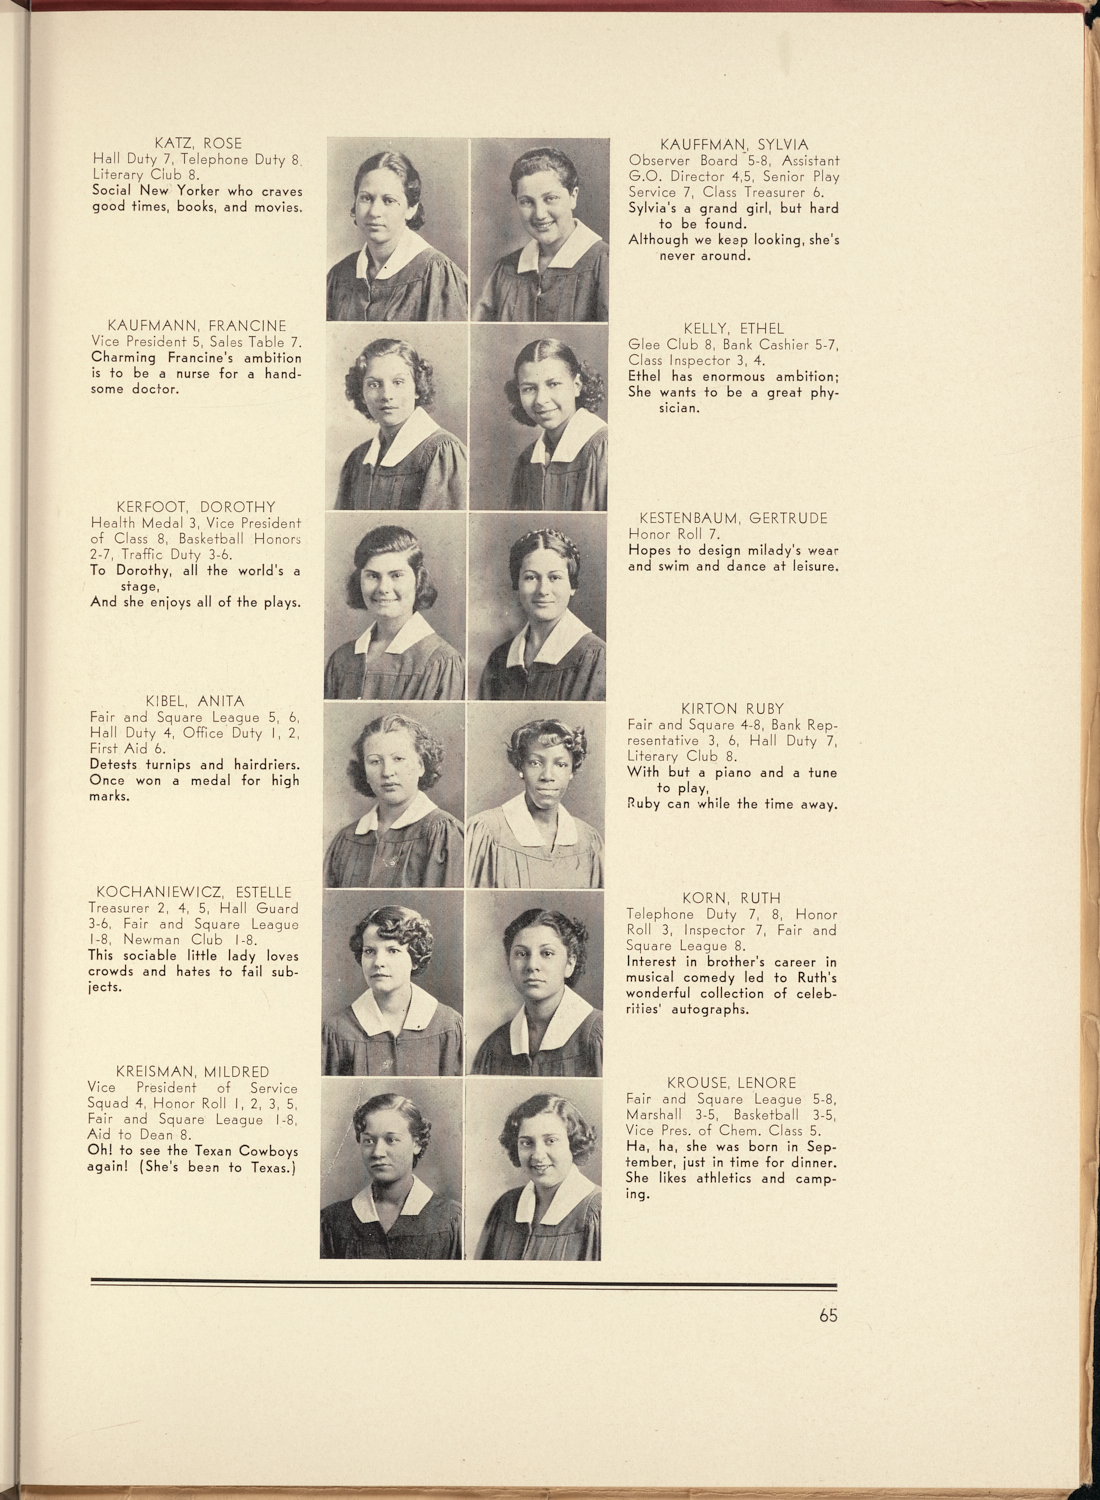 KATZ, ROSE
Hall Duty 7, Telephone Duty 8,
Literary Club 8.
Social New Yorker who craves
good times, books, and movies.
KAUFFMAN, SYLVIA
Observer Board 5-8, Assistant
G.O. Director 4,5, Senior Play
Service 7, Class Treasurer 6.
Sylvia's a grand girl, but hard
to be found.
Although we keep looking, she's
never around.
KAUFMANN, FRANCINE
Vice President 5, Sales Table 7.
Charming Francine's ambition
is to be a nurse for a hand-
some doctor.
KELLY, ETHEL
Glee Club 8, Bank Cashier 5-7,
Class Inspector 3, 4.
Ethel has enormous ambition;
She wants to be a great phy-
sician.
KERFOOT, DOROTHY
Health Medal 3, Vice President
of Class 8, Basketball Honors
2-7, Traffic Duty 3-6.
To Dorothy, all the world's a
stage,
And she enjoys all of the plays.
KESTENBAUM, GERTRUDE
Honor Roll 7.
Hopes to design milady's wear
and swim and dance at leisure.
KIBEL, ANITA
Fair and Square League 5, 6,
Hall Duty 4, Office Duty 1, 2,
First Aid 6.
Detests turnips and hairdriers.
Once won a medal for high
marks.
KIRTON RUBY
Fair and Square 4-8, Bank Rep-
resentative 3, 6, Hall Duty 7,
Literary Club 8.
With but a piano and a tune
to play,
Ruby can while the time away.
KOCHANIEWICZ, ESTELLE
Treasurer 2, 4, 5, Hall Guard
3-6, Fair and Square League
1-8, Newman Club 1-8.
This sociable little lady loves
crowds and hates to fail sub-
jects.
KORN, RUTH
Telephone Duty 7, 8, Honor
Roll 3, Inspector 7, Fair and
Square League 8.
Interest in brother's career in
musical comedy led to Ruth's
wonderful collection of celeb-
rities' autographs.
KREISMAN, MILDRED
Vice President of Service
Squad 4, Honor Roll 1, 2, 3, 5,
Fair and Square League 1-8,
Aid to Dean 8.
Oh! to see the Texan Cowboys
again! (She's been to Texas.)
KROUSE, LENORE
Fair and Square League 5-8,
Marshall 3-5, Basketball 3-5,
Vice Pres. of Chem. Class 5.
Ha, ha, she was born in Sep-
tember, just in time for dinner.
She likes athletics and camp-
ing.
65